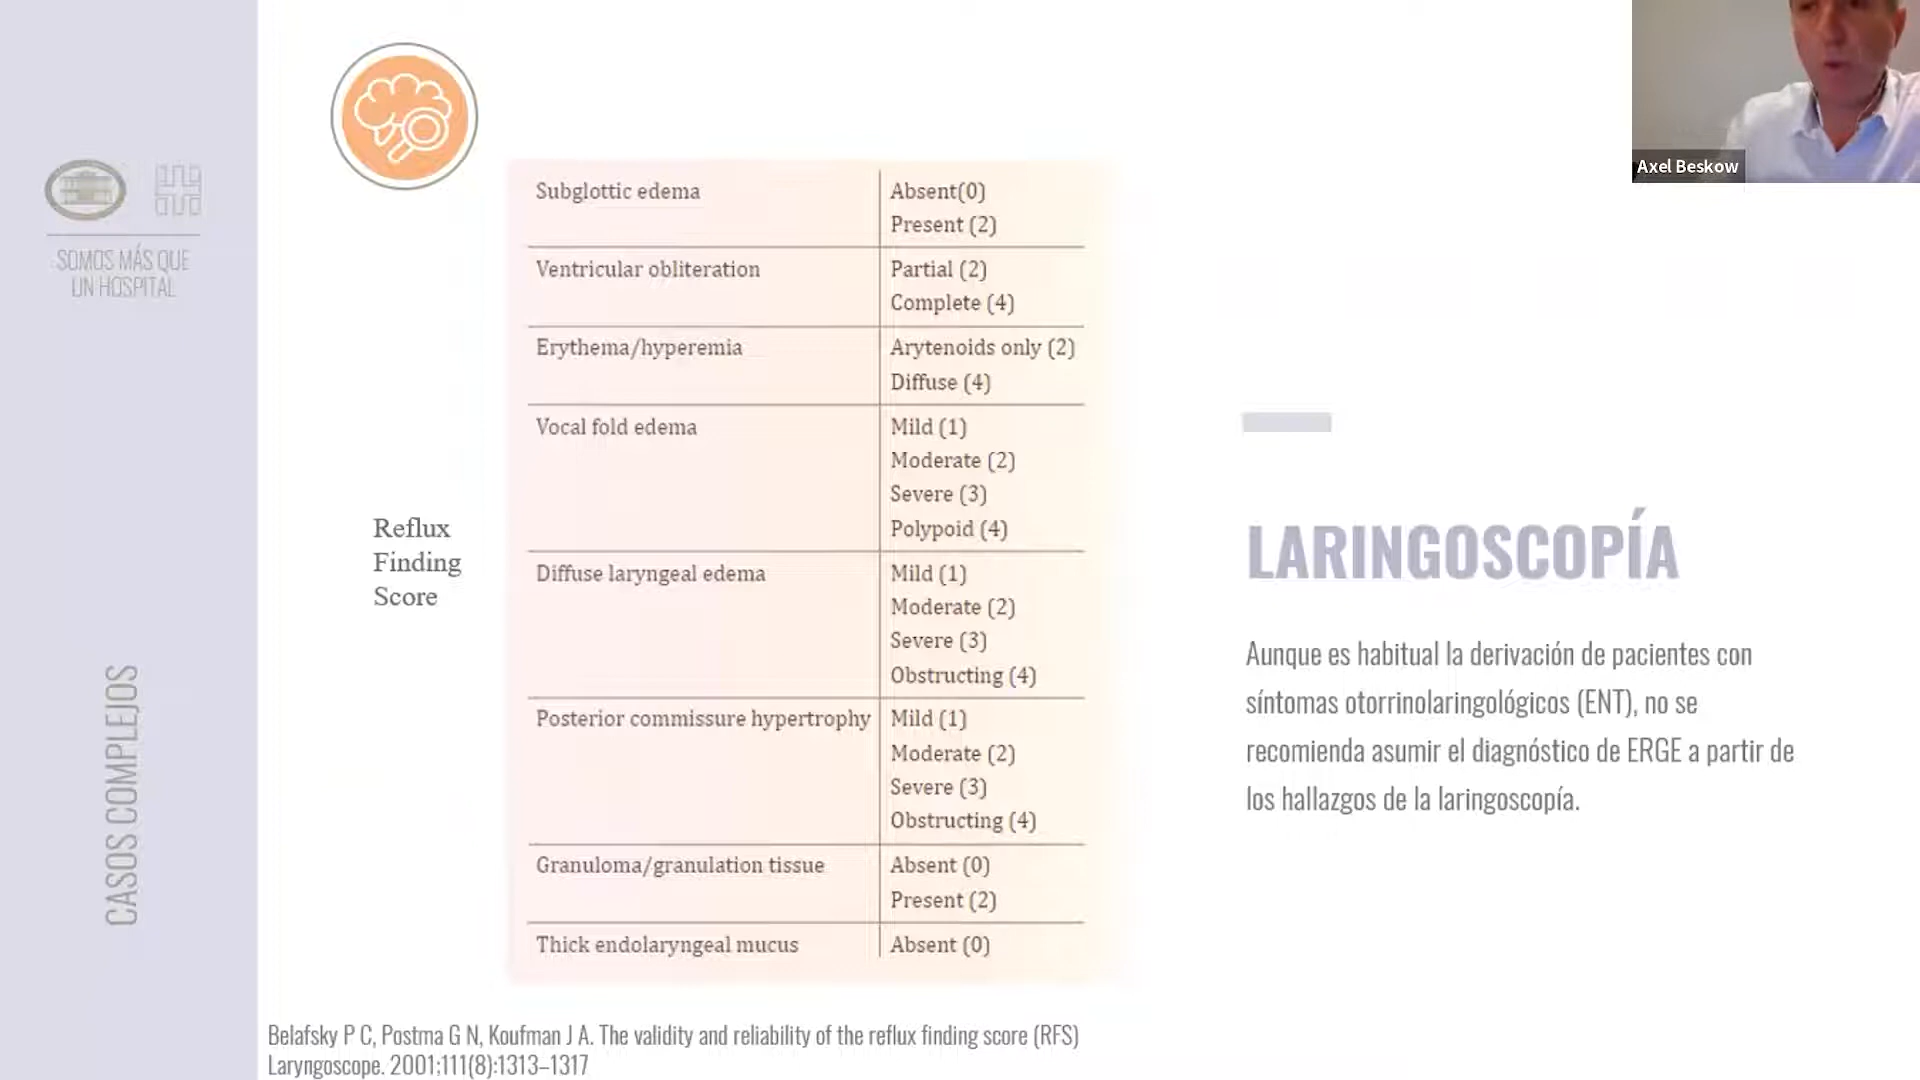 SOMOS MÁS QUE
UN HOSPITAL
CASOS COMPLEJOS
Reflux
Finding
Score
Subglottic edema
Absent(0)
Present (2)
Ventricular obliteration
Partial (2)
Complete (4)
Erythema/hyperemia
Arytenoids only (2)
Diffuse (4)
Vocal fold edema
Mild (1)
Moderate (2)
Severe (3)
Polypoid (4)
Diffuse laryngeal edema
Mild (1)
Moderate (2)
Severe (3)
Obstructing (4)
Posterior commissure hypertrophy
Mild (1)
Moderate (2)
Severe (3)
Obstructing (4)
Granuloma/granulation tissue
Absent (0)
Present (2)
Thick endolaryngeal mucus
Absent (0)
Belafsky P C, Postma G N, Koufman J A. The validity and reliability of the reflux finding score (RFS)
Laryngoscope. 2001;111(8):1313–1317
Axel Beskow
LARINGOSCOPÍA
Aunque es habitual la derivación de pacientes con
síntomas otorrinolaringológicos (ENT), no se
recomienda asumir el diagnóstico de ERGE a partir de
los hallazgos de la laringoscopía.